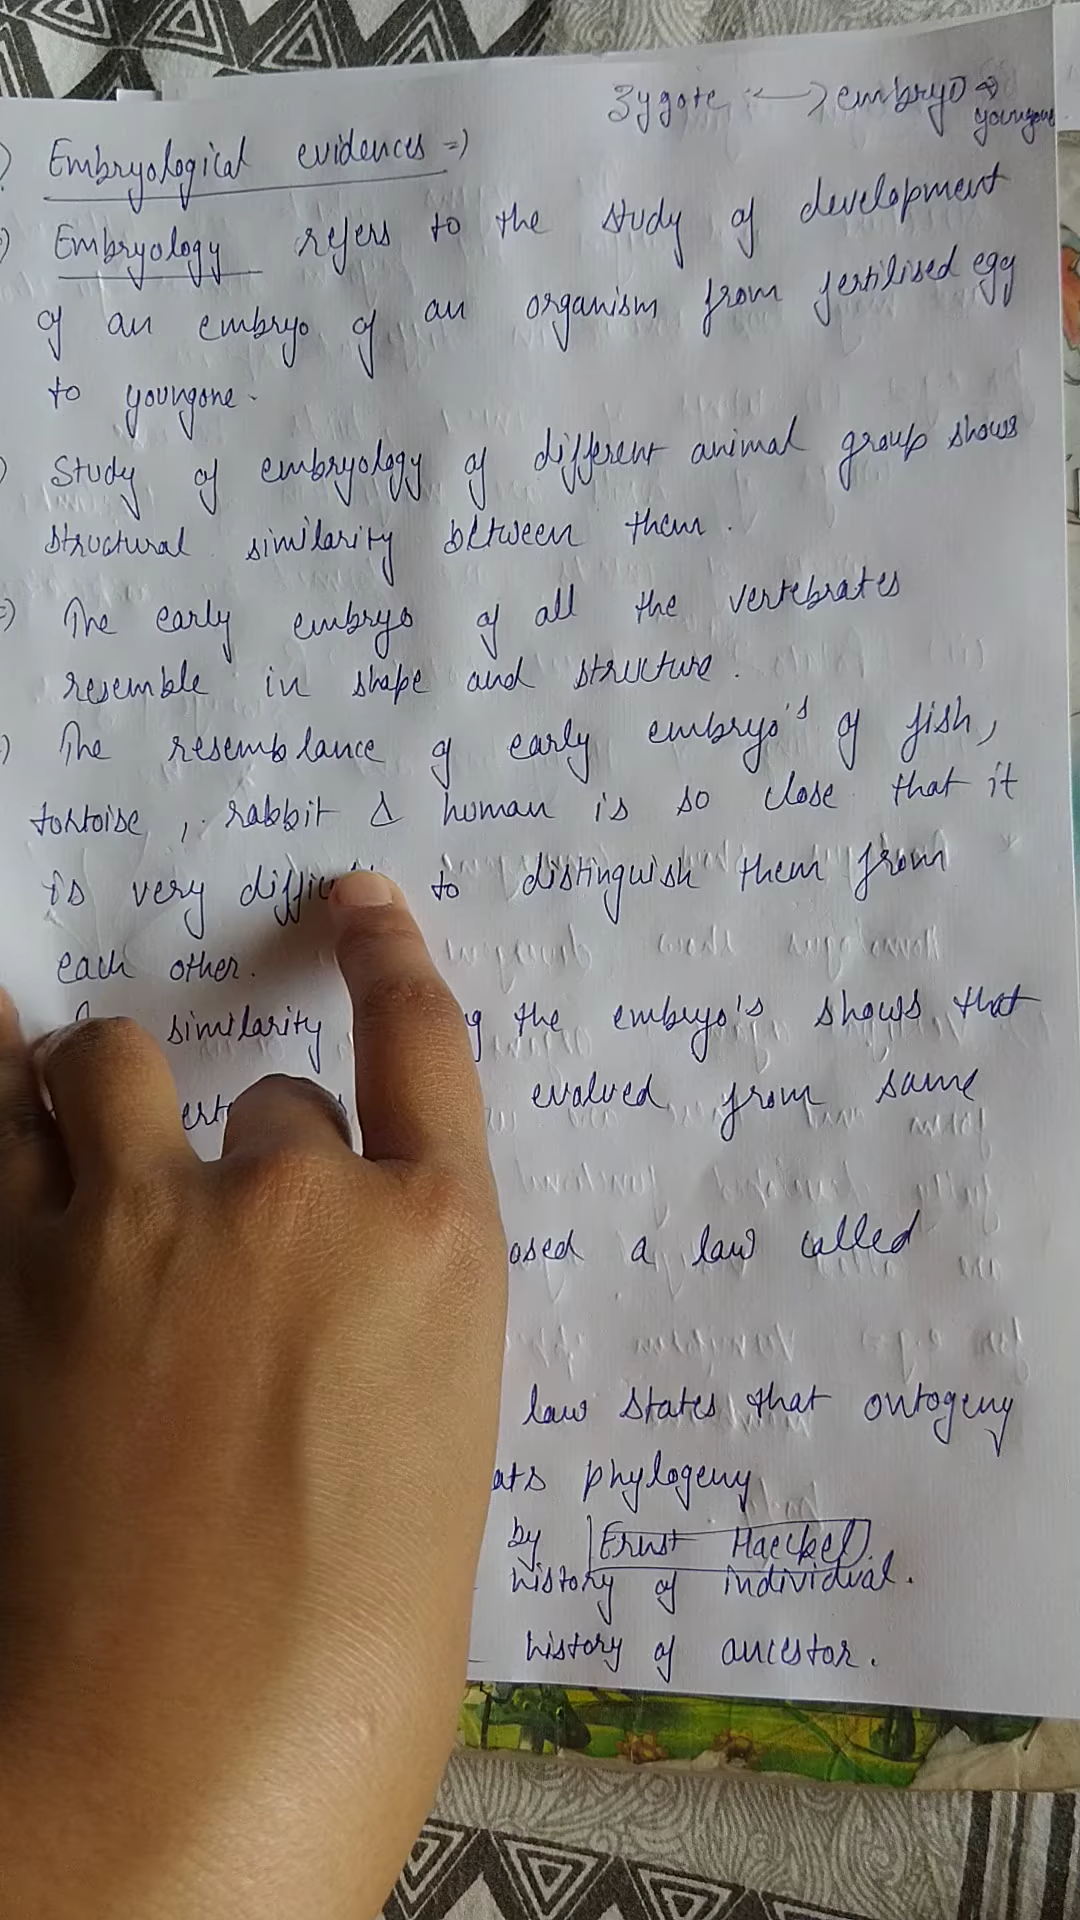 Zygote → embryo →
youngone
Embryological evidences =)
Embryology refers to the study of development
of an embryo of an organism from fertilised egg
to youngone.
Study of embryology of different animal group shows
structural similarity between them.
The early embryo of all the vertebrates
resemble in shape and structure.
The resemblance of early embryo's of fish,
tortoise, rabbit & human is so close that it
is very to distinguish them from
each other.
similarity the embryo's shows that
evolved from same
a law called
law states that ontogeny
phylogeny
by Ernst Haeckel.
history of individual.
history of ancestor.